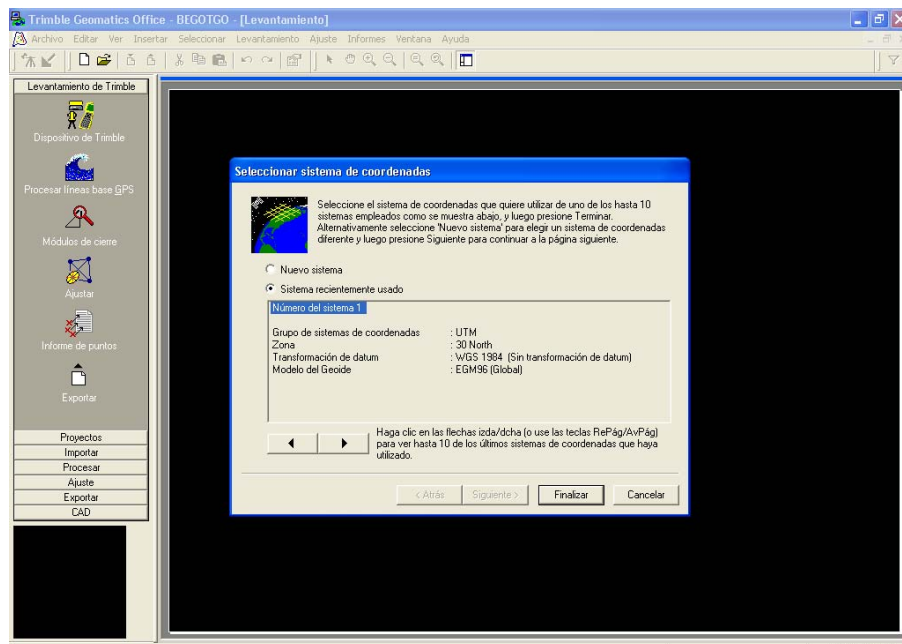 Trimble Geomatics Office - BEGOTGO - [Levantamiento]
Archivo Editar Ver Insertar Seleccionar Levantamiento Ajuste Informes Ventana Ayuda
Levantamiento de Trimble
Dispositivo de Trimble
Procesar líneas base GPS
Módulos de cierre
Ajustar
Informe de puntos
Exportar
Proyectos
Importar
Procesar
Ajuste
Exportar
CAD
Seleccionar sistema de coordenadas
Seleccione el sistema de coordenadas que quiere utilizar de uno de los hasta 10
sistemas empleados como se muestra abajo, y luego presione Terminar.
Alternativamente seleccione 'Nuevo sistema' para elegir un sistema de coordenadas
diferente y luego presione Siguiente para continuar a la página siguiente.
Nuevo sistema
Sistema recientemente usado
Número del sistema 1
Grupo de sistemas de coordenadas : UTM
Zona : 30 North
Transformación de datum : WGS 1984 (Sin transformación de datum)
Modelo del Geoide : EGM96 (Global)
Haga clic en las flechas izda/dcha (o use las teclas RePág/AvPág)
para ver hasta 10 de los últimos sistemas de coordenadas que haya
utilizado.
< Atrás Siguiente > Finalizar Cancelar